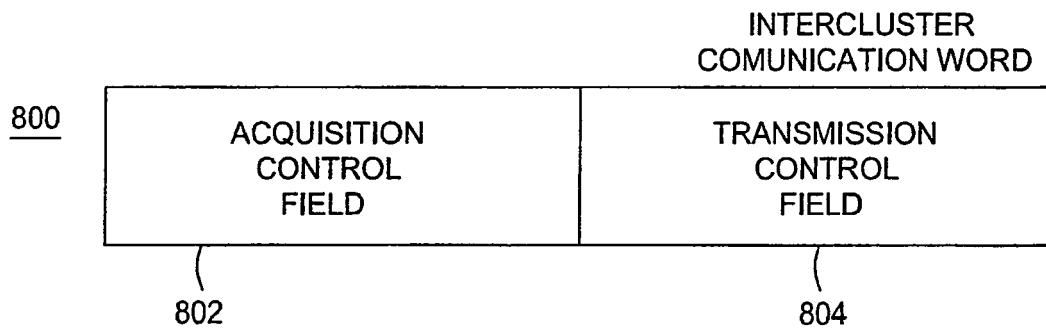 INTERCLUSTER
COMUNICATION WORD
800
ACQUISITION
CONTROL
FIELD
TRANSMISSION
CONTROL
FIELD
802
804